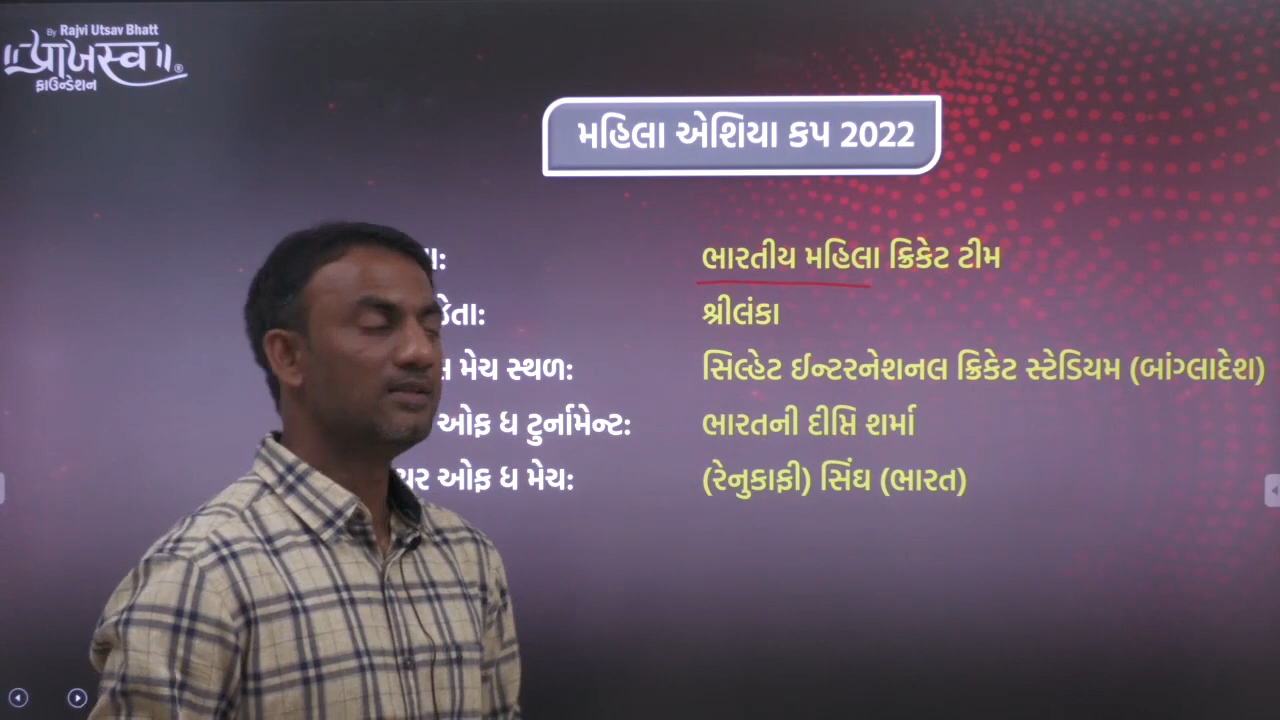 By Rajvi Utsav Bhatt
॥ પ્રાખસ્વ ॥ ®
ફાઉન્ડેશન
મહિલા એશિયા કપ 2022
ભારતીય મહિલા ક્રિકેટ ટીમ
શ્રીલંકા
મેચ સ્થળ: સિલ્હેટ ઈન્ટરનેશનલ ક્રિકેટ સ્ટેડિયમ (બાંગ્લાદેશ)
ઓફ ધ ટુર્નામેન્ટ: ભારતની દીપ્તિ શર્મા
ઓફ ધ મેચ: (રેનુકાફી) સિંઘ (ભારત)